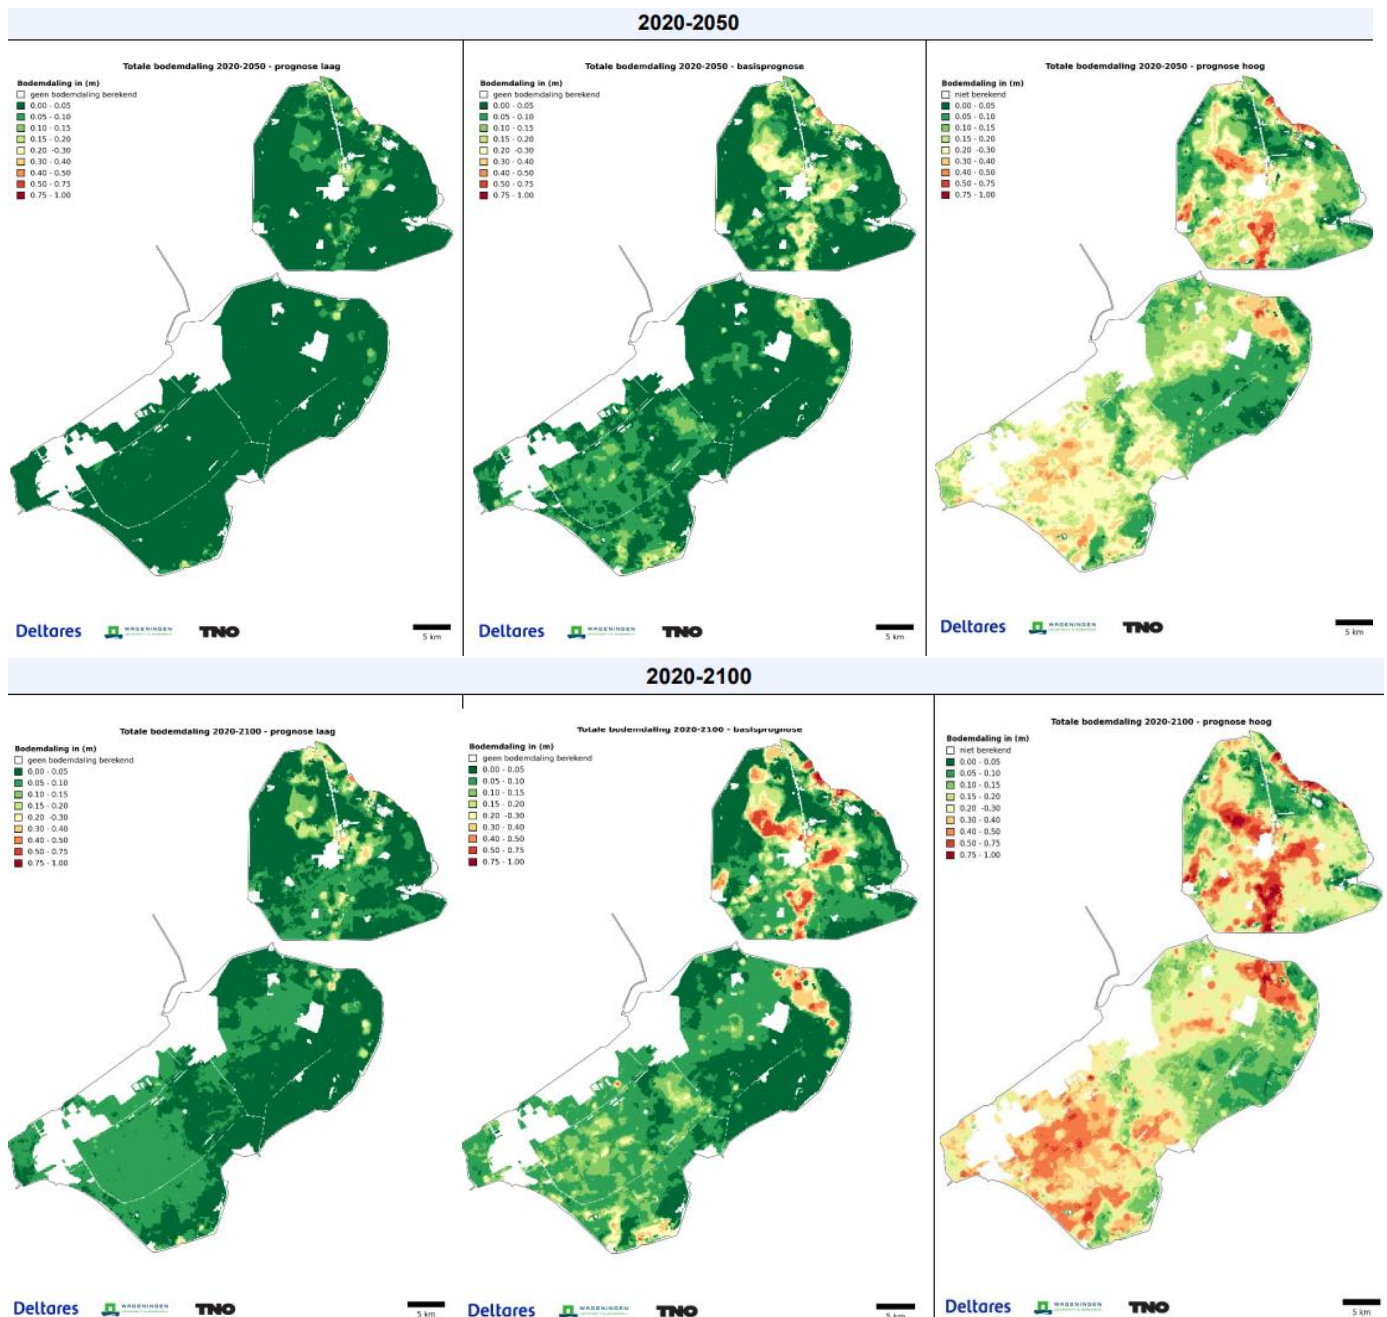 2020-2050
Totale bodemdaling 2020-2050 - prognose laag
Bodemdaling in (m)
geen bodemdaling berekend
0.00 - 0.05
0.05 - 0.10
0.10 - 0.15
0.15 - 0.20
0.20 -0.30
0.30 - 0.40
0.40 - 0.50
0.50 - 0.75
0.75 - 1.00
Deltares
WAGENINGEN
TNO
5 km
Totale bodemdaling 2020-2050 - basisprognose
Bodemdaling in (m)
geen bodemdaling berekend
0.00 - 0.05
0.05 - 0.10
0.10 - 0.15
0.15 - 0.20
0.20 -0.30
0.30 - 0.40
0.40 - 0.50
0.50 - 0.75
0.75 - 1.00
Deltares
WAGENINGEN
TNO
5 km
Totale bodemdaling 2020-2050 - prognose hoog
Bodemdaling in (m)
niet berekend
0.00 - 0.05
0.05 - 0.10
0.10 - 0.15
0.15 - 0.20
0.20 -0.30
0.30 - 0.40
0.40 - 0.50
0.50 - 0.75
0.75 - 1.00
Deltares
WAGENINGEN
TNO
5 km
2020-2100
Totale bodemdaling 2020-2100 - prognose laag
Bodemdaling in (m)
geen bodemdaling berekend
0.00 - 0.05
0.05 - 0.10
0.10 - 0.15
0.15 - 0.20
0.20 -0.30
0.30 - 0.40
0.40 - 0.50
0.50 - 0.75
0.75 - 1.00
Deltares
WAGENINGEN
TNO
5 km
Totale bodemdaling 2020-2100 - basisprognose
Bodemdaling in (m)
geen bodemdaling berekend
0.00 - 0.05
0.05 - 0.10
0.10 - 0.15
0.15 - 0.20
0.20 -0.30
0.30 - 0.40
0.40 - 0.50
0.50 - 0.75
0.75 - 1.00
Deltares
WAGENINGEN
TNO
5 km
Totale bodemdaling 2020-2100 - prognose hoog
Bodemdaling in (m)
niet berekend
0.00 - 0.05
0.05 - 0.10
0.10 - 0.15
0.15 - 0.20
0.20 -0.30
0.30 - 0.40
0.40 - 0.50
0.50 - 0.75
0.75 - 1.00
Deltares
WAGENINGEN
TNO
5 km